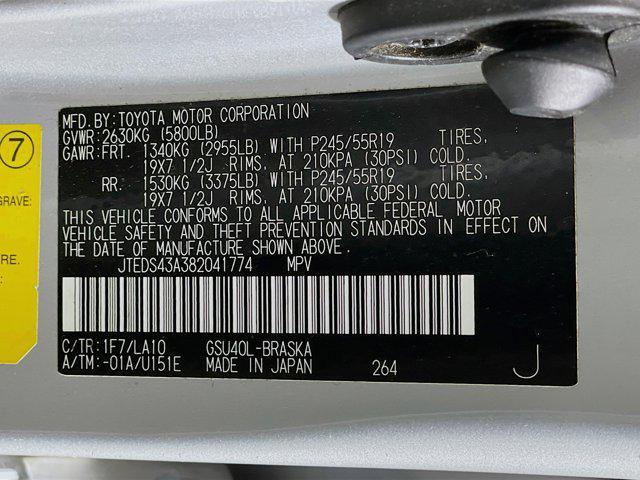 MFD. BY: TOYOTA MOTOR CORPORATION
GVWR: 2630KG (5800LB)
GAWR: FRT. 1340KG (2955LB) WITH P245/55R19 TIRES,
19X7 1/2J RIMS, AT 210KPA (30PSI) COLD.
RR. 1530KG (3375LB) WITH P245/55R19 TIRES,
19X7 1/2J RIMS, AT 210KPA (30PSI) COLD.
THIS VEHICLE CONFORMS TO ALL APPLICABLE FEDERAL MOTOR
VEHICLE SAFETY AND THEFT PREVENTION STANDARDS IN EFFECT ON
THE DATE OF MANUFACTURE SHOWN ABOVE.
JTEDS43A382041774 MPV
C/TR: 1F7/LA10 GSU40L-BRASKA
A/TM: -01A/U151E MADE IN JAPAN 264 J
7
GRAVE:
URE.